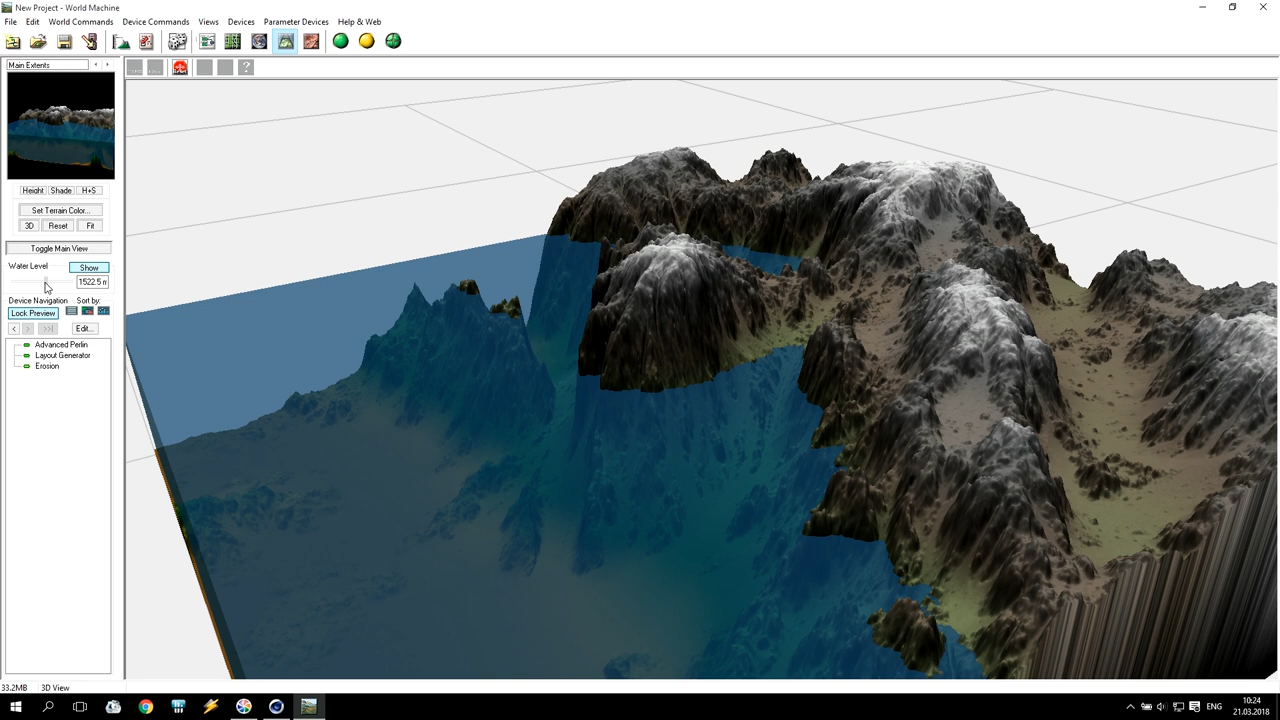 New Project - World Machine
File Edit World Commands Device Commands Views Devices Parameter Devices Help & Web
Main Extents
Height Shade H+S
Set Terrain Color...
3D Reset Fit
Toggle Main View
Water Level Show
1522.5 m
Device Navigation Sort by:
Lock Preview
Edit...
Advanced Perlin
Layout Generator
Erosion
33.2MB 3D View
ENG
10:24
21.03.2018